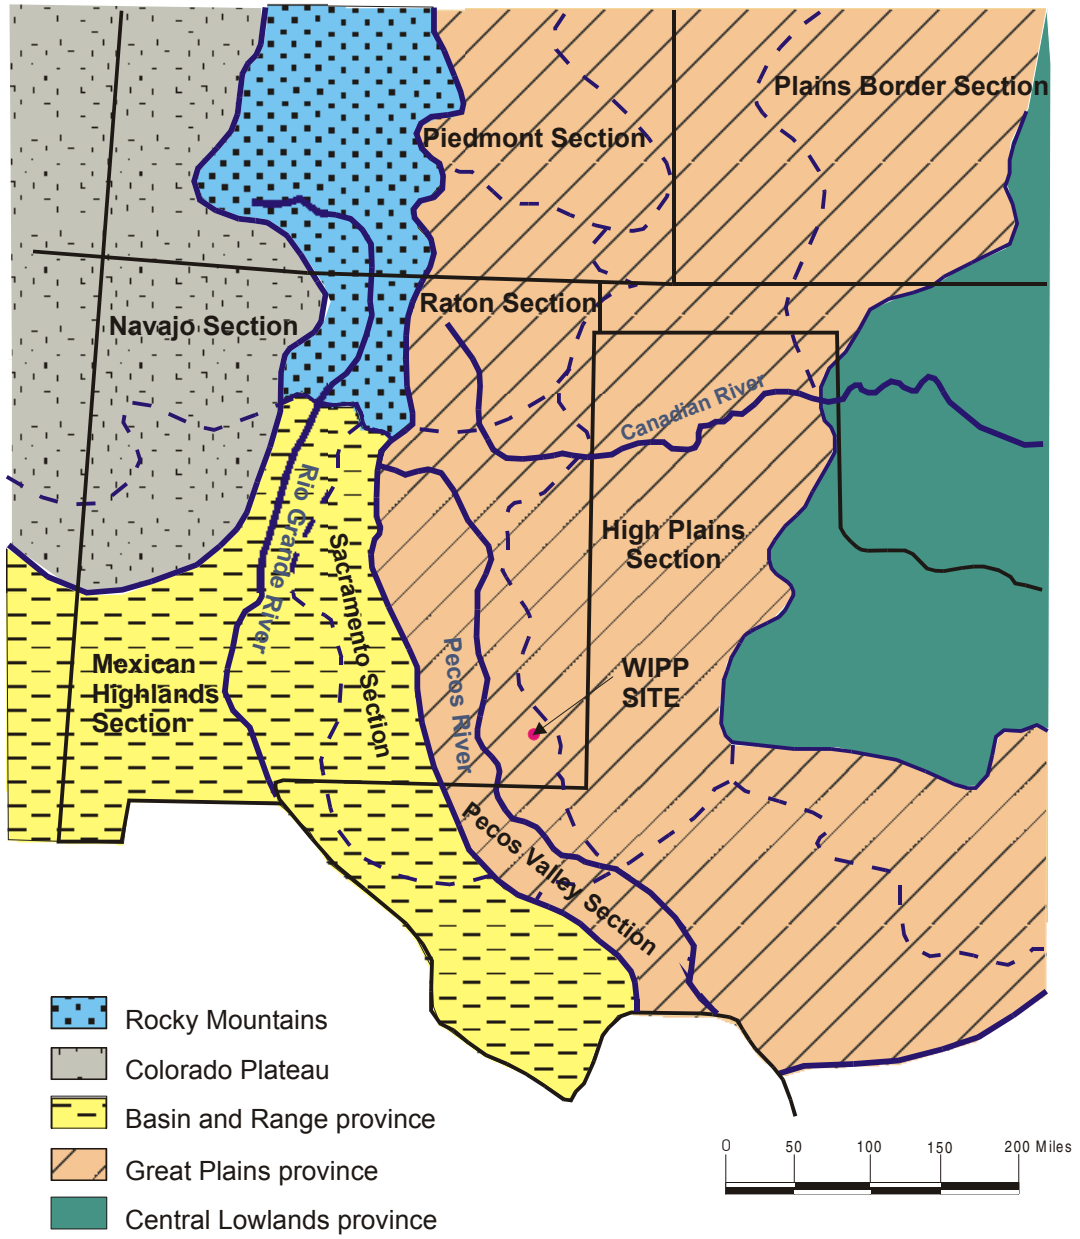 Plains Border Section
Piedmont Section
Raton Section
Navajo Section
Canadian River
Rio Grande River
Sacramento Section
High Plains
Section
Mexican
Highlands
Section
Pecos River
WIPP
SITE
Pecos Valley Section
Rocky Mountains
Colorado Plateau
Basin and Range province
Great Plains province
Central Lowlands province
0 50 100 150 200 Miles